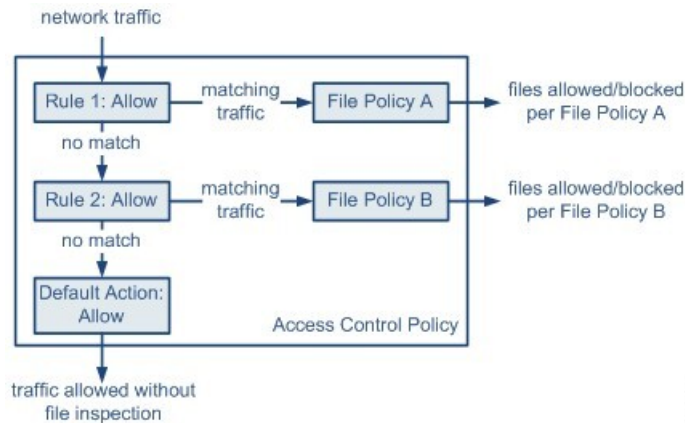 network traffic
Rule 1: Allow
matching
traffic
File Policy A
files allowed/blocked
per File Policy A
no match
Rule 2: Allow
matching
traffic
File Policy B
files allowed/blocked
per File Policy B
no match
Default Action:
Allow
Access Control Policy
traffic allowed without
file inspection